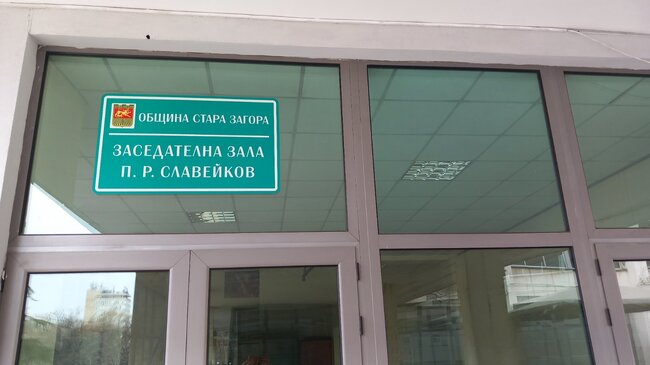 ОБЩИНА СТАРА ЗАГОРА
ЗАСЕДАТЕЛНА ЗАЛА
П. Р. СЛАВЕЙКОВ